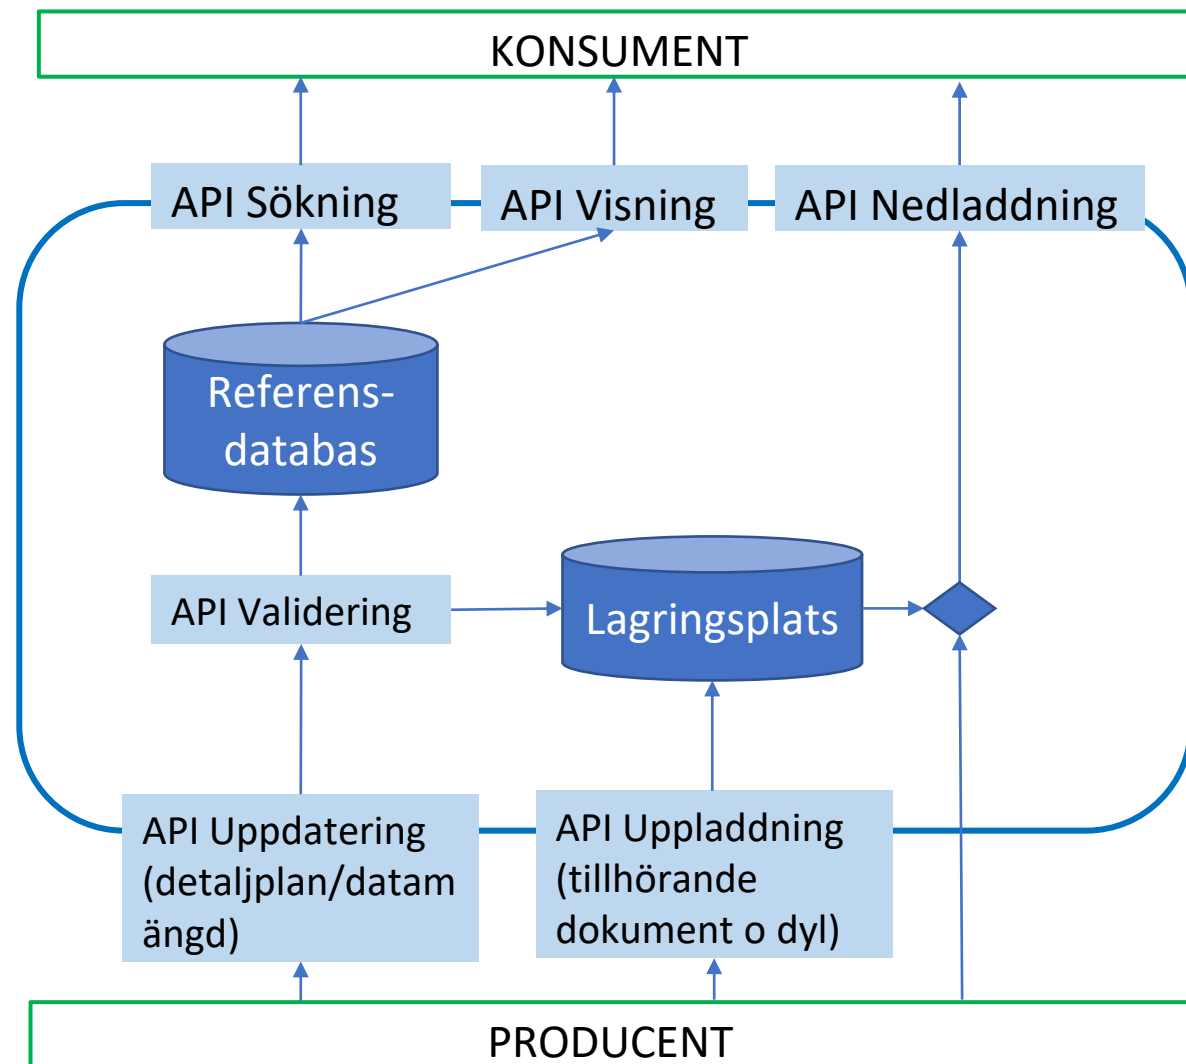 KONSUMENT
API Sökning
API Visning
API Nedladdning
Referens-
databas
API Validering
Lagringsplats
API Uppdatering
(detaljplan/datam
ängd)
API Uppladdning
(tillhörande
dokument o dyl)
PRODUCENT